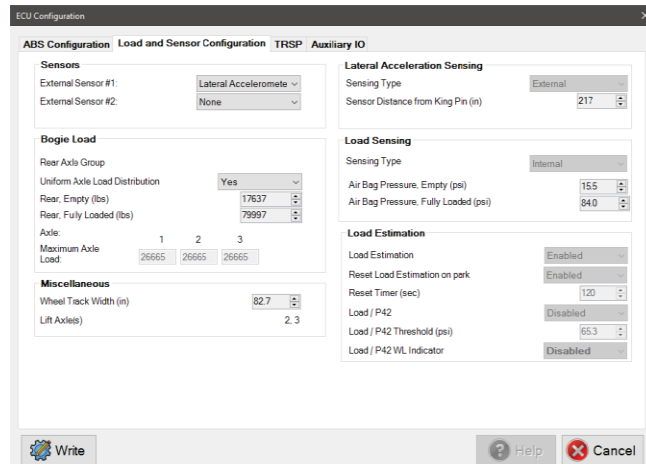 ECU Configuration
ABS Configuration Load and Sensor Configuration TRSP Auxiliary IO
Sensors
External Sensor #1: Lateral Acceleromete
External Sensor #2: None
Bogie Load
Rear Axle Group
Uniform Axle Load Distribution Yes
Rear, Empty (lbs) 17637
Rear, Fully Loaded (lbs) 79997
Axle: 1 2 3
Maximum Axle
Load: 26665 26665 26665
Miscellaneous
Wheel Track Width (in) 82.7
Lift Axle(s) 2, 3
Lateral Acceleration Sensing
Sensing Type External
Sensor Distance from King Pin (in) 217
Load Sensing
Sensing Type Internal
Air Bag Pressure, Empty (psi) 15.5
Air Bag Pressure, Fully Loaded (psi) 84.0
Load Estimation
Load Estimation Enabled
Reset Load Estimation on park Enabled
Reset Timer (sec) 120
Load / P42 Disabled
Load / P42 Threshold (psi) 65.3
Load / P42 WL Indicator Disabled
Write
Help
Cancel